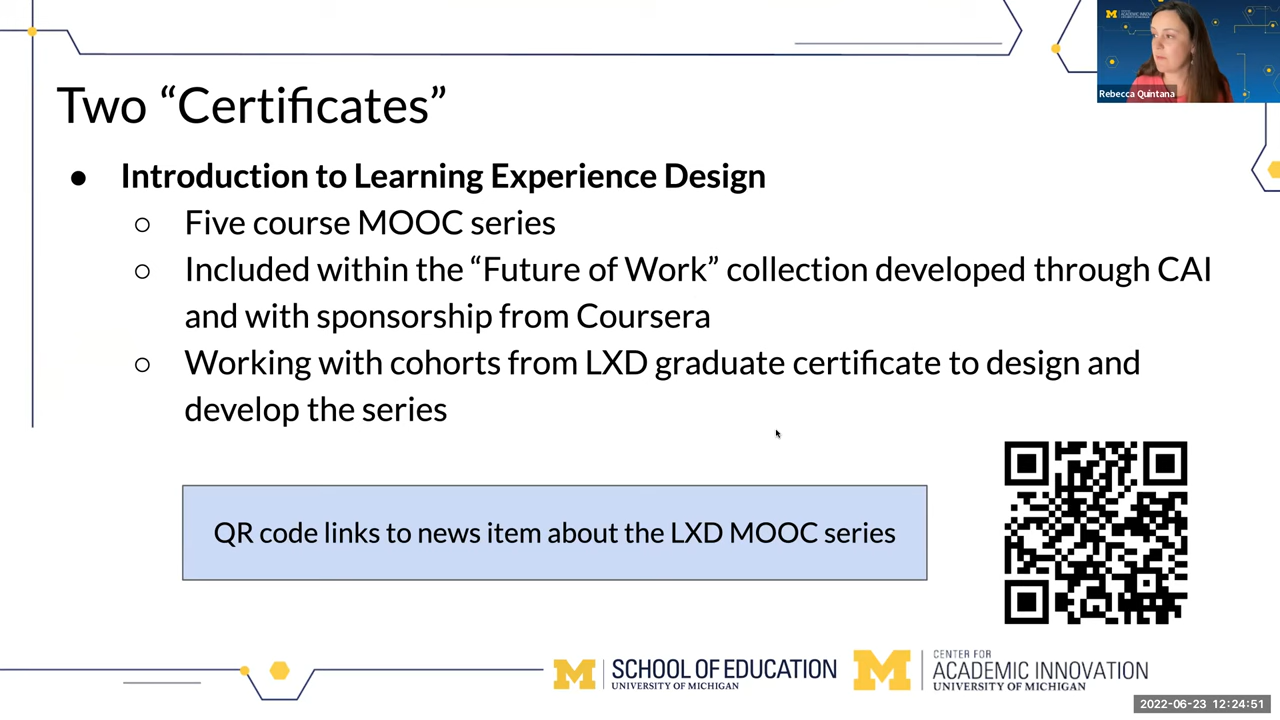 Two “Certificates”
● Introduction to Learning Experience Design
○ Five course MOOC series
○ Included within the “Future of Work” collection developed through CAI
and with sponsorship from Coursera
○ Working with cohorts from LXD graduate certificate to design and
develop the series
QR code links to news item about the LXD MOOC series
Rebecca Quintana
M SCHOOL OF EDUCATION
UNIVERSITY OF MICHIGAN
M CENTER FOR
ACADEMIC INNOVATION
UNIVERSITY OF MICHIGAN
2022-06-23 12:24:51